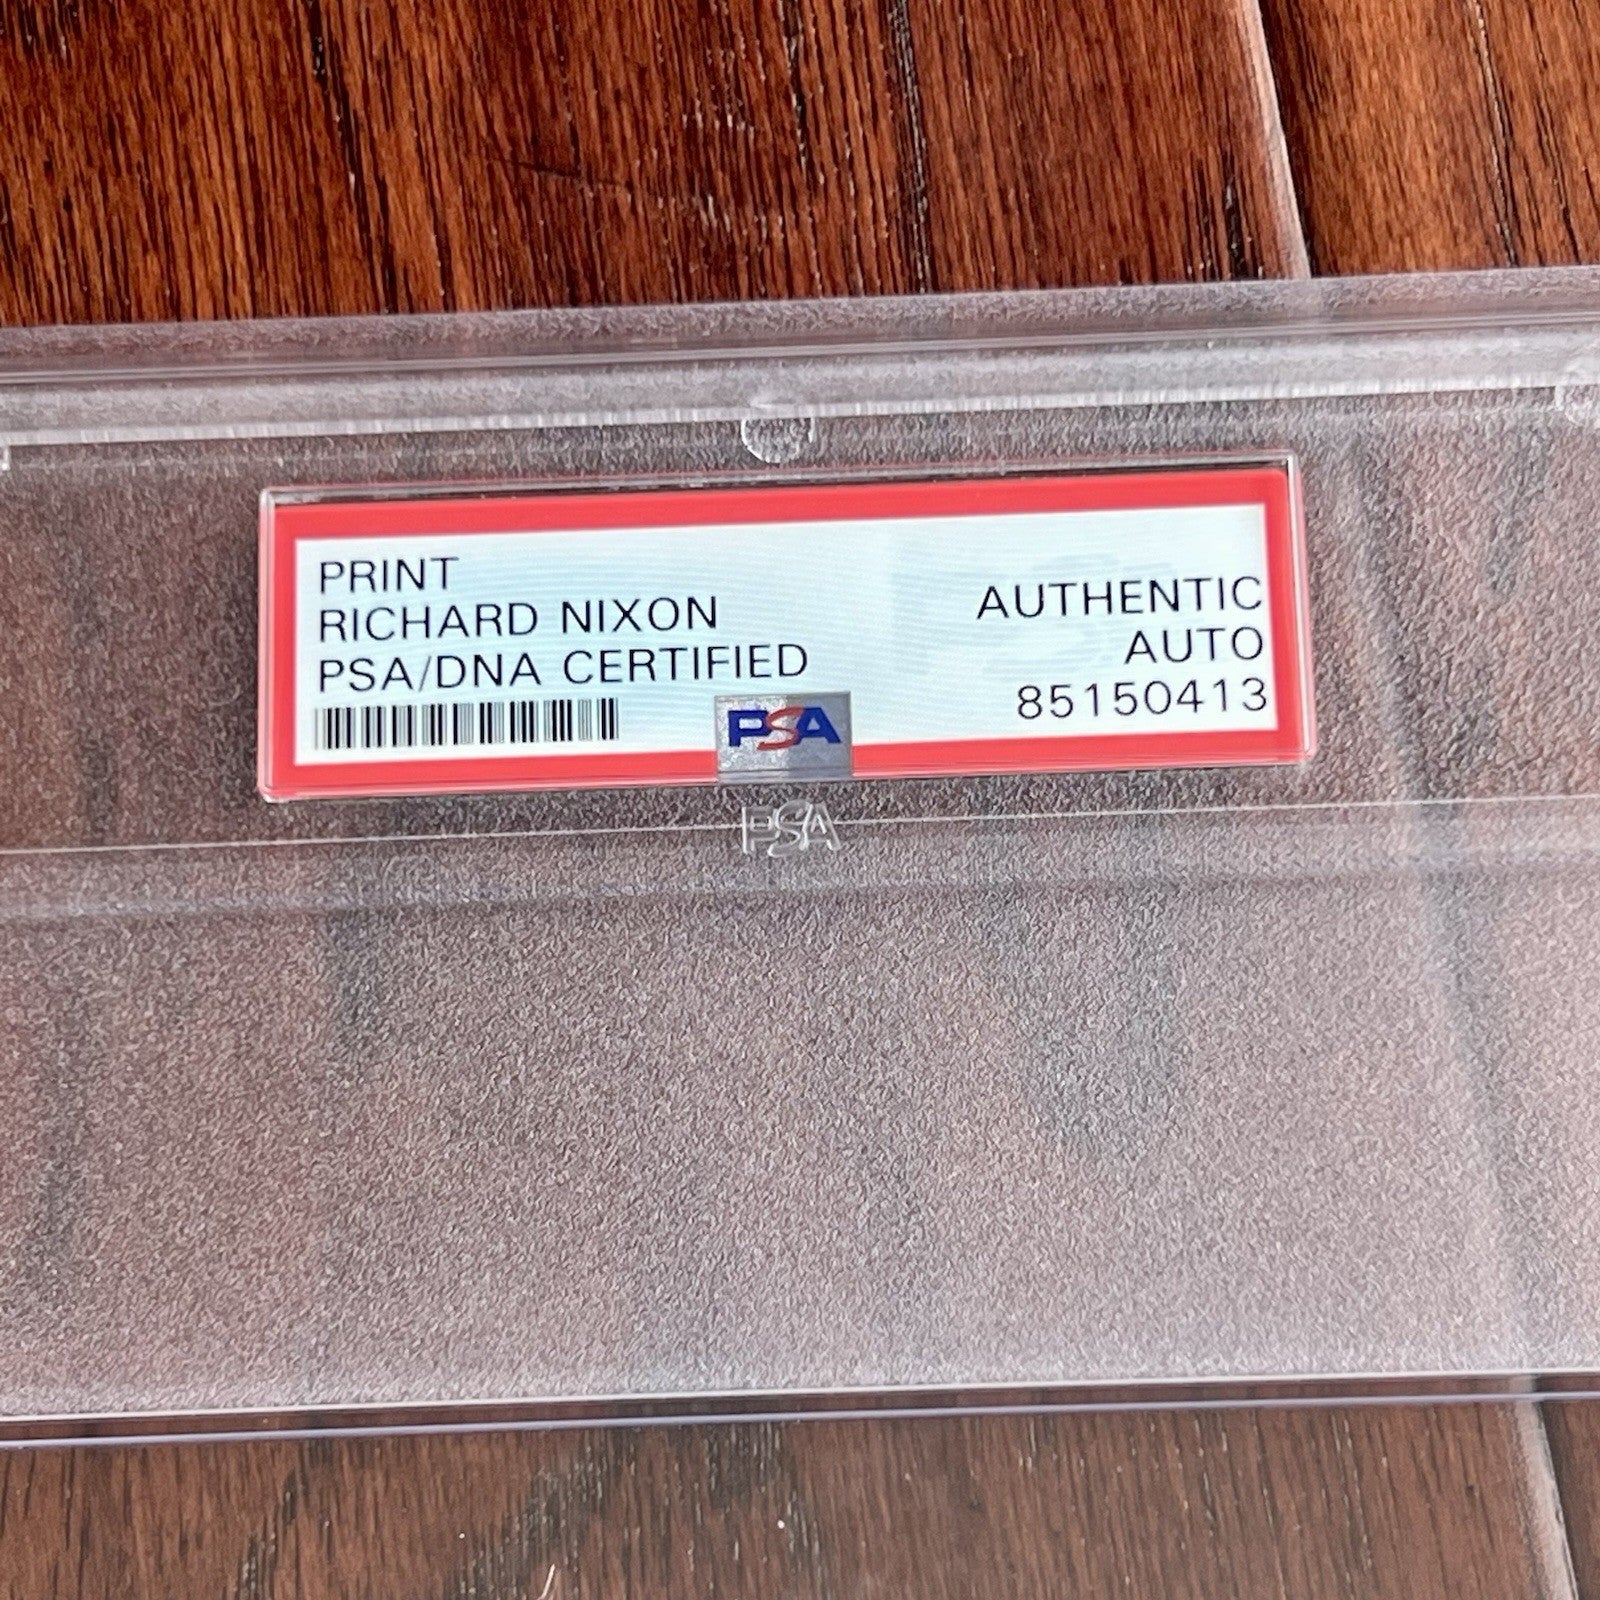 PRINT
RICHARD NIXON
PSA/DNA CERTIFIED
AUTHENTIC
AUTO
85150413
PSA
PSA